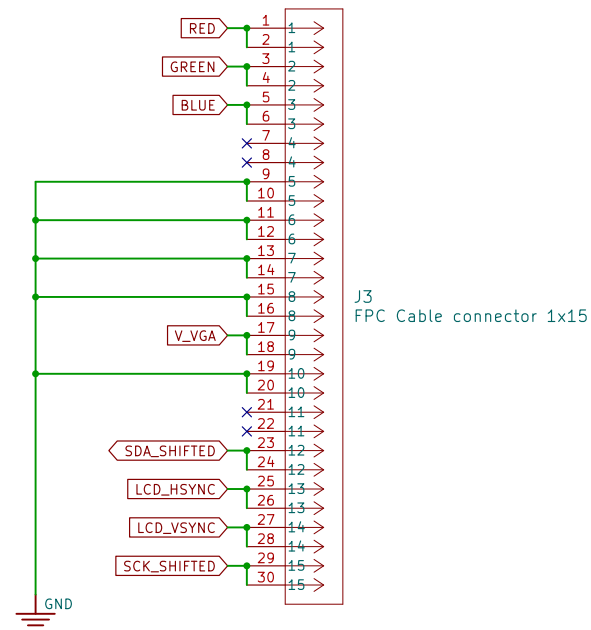 RED 1 1
2 1
GREEN 3 2
4 2
BLUE 5 3
6 3
7 4
8 4
9 5
10 5
11 6
12 6
13 7
14 7
15 8
16 8
V_VGA 17 9
18 9
19 10
20 10
21 11
22 11
SDA_SHIFTED 23 12
24 12
LCD_HSYNC 25 13
26 13
LCD_VSYNC 27 14
28 14
SCK_SHIFTED 29 15
30 15
J3
FPC Cable connector 1x15
GND